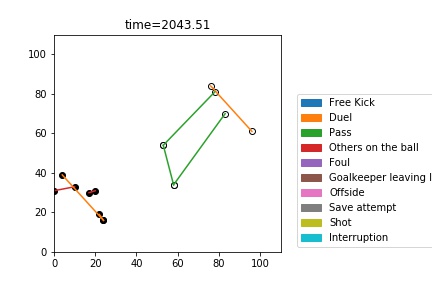 time=2043.51
100
80
60
40
20
0
0
20
40
60
80
100
Free Kick
Duel
Pass
Others on the ball
Foul
Goalkeeper leaving l
Offside
Save attempt
Shot
Interruption